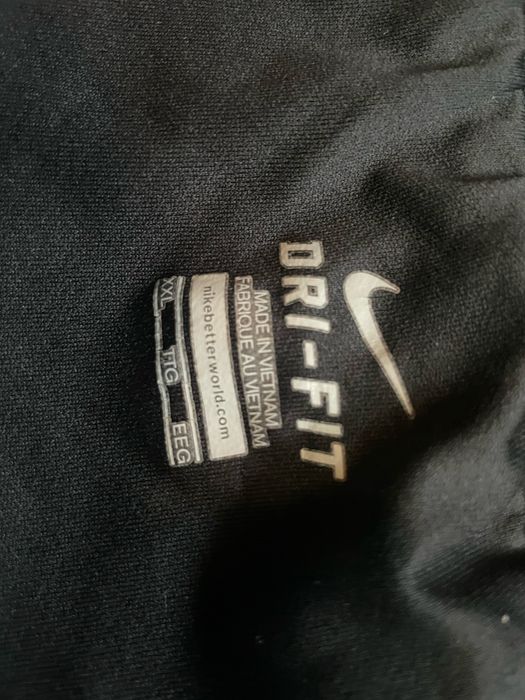 DRI-FIT
MADE IN VIETNAM
FABRIQUE AU VIETNAM
nikebetterworld.com
XXL TTG EEG